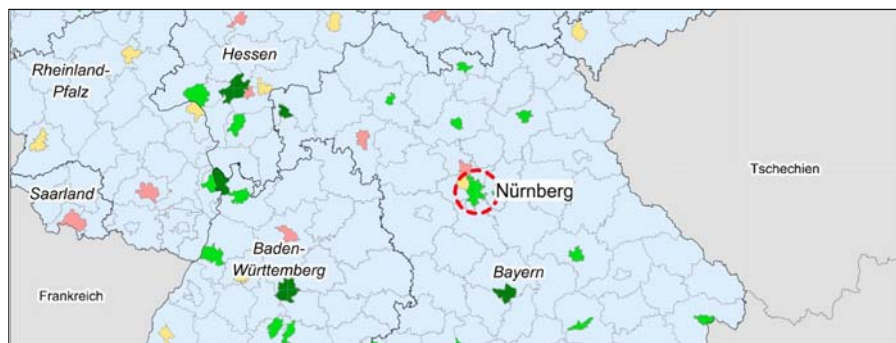 Hessen
Rheinland-
Pfalz
Tschechien
Nürnberg
Saarland
Baden-
Württemberg
Bayern
Frankreich